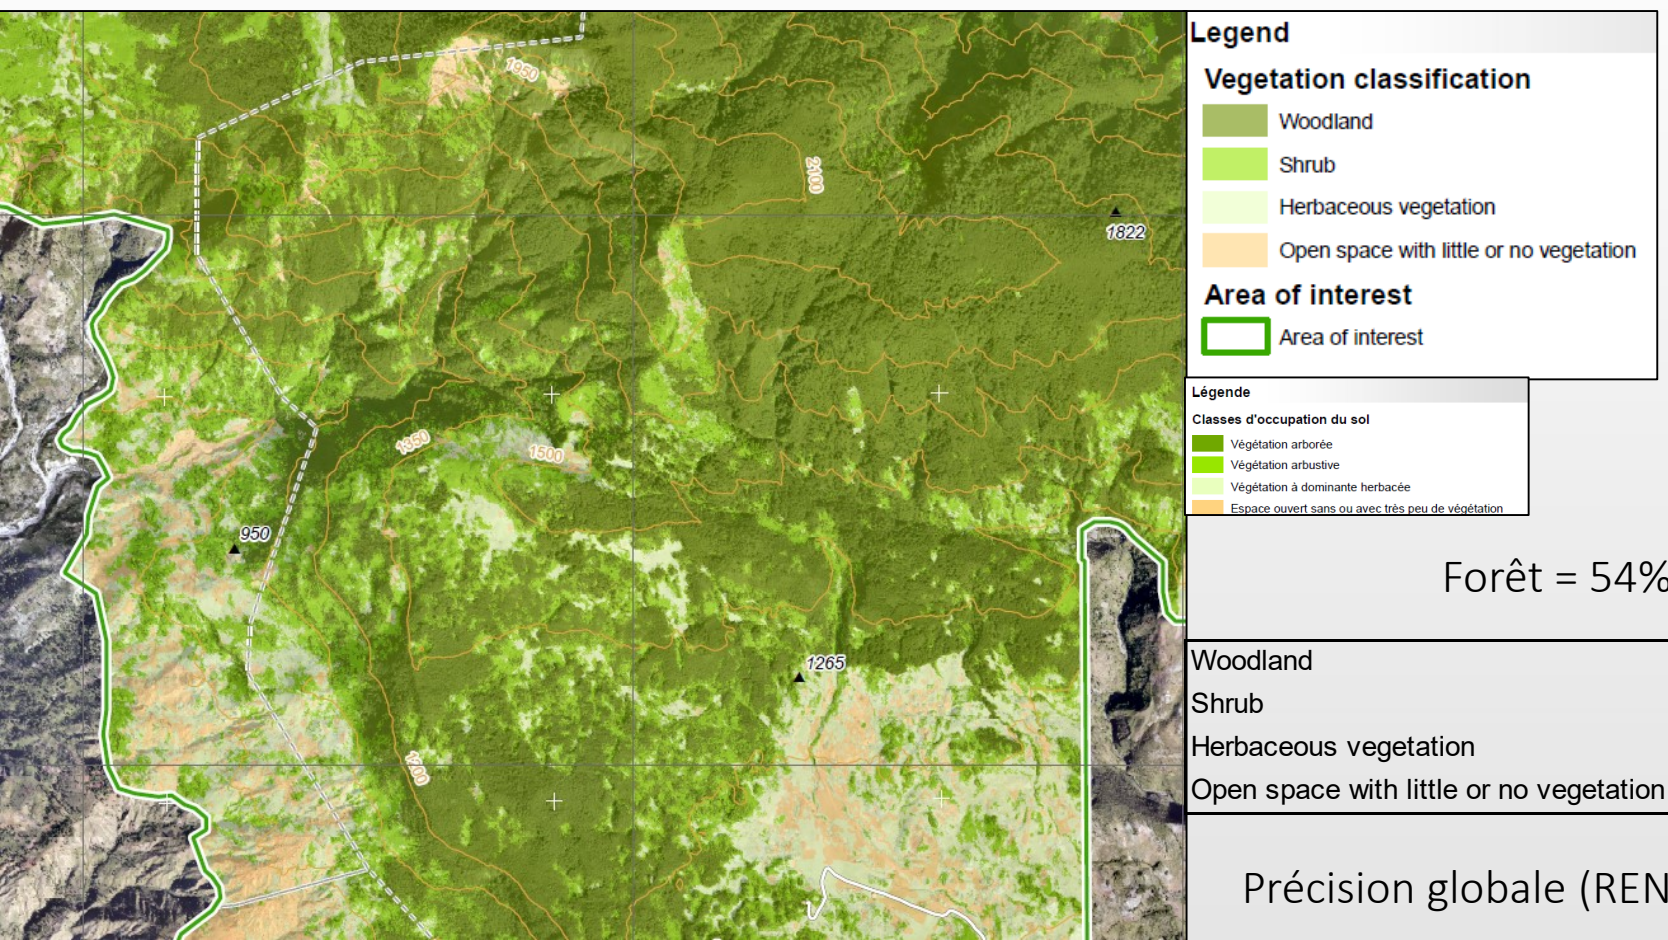 1950
2100
1822
1350
1500
950
1265
1200
Legend
Vegetation classification
Woodland
Shrub
Herbaceous vegetation
Open space with little or no vegetation
Area of interest
Area of interest
Légende
Classes d'occupation du sol
Végétation arborée
Végétation arbustive
Végétation à dominante herbacée
Espace ouvert sans ou avec très peu de végétation
Forêt = 54%
Woodland
Shrub
Herbaceous vegetation
Open space with little or no vegetation
Précision globale (REN